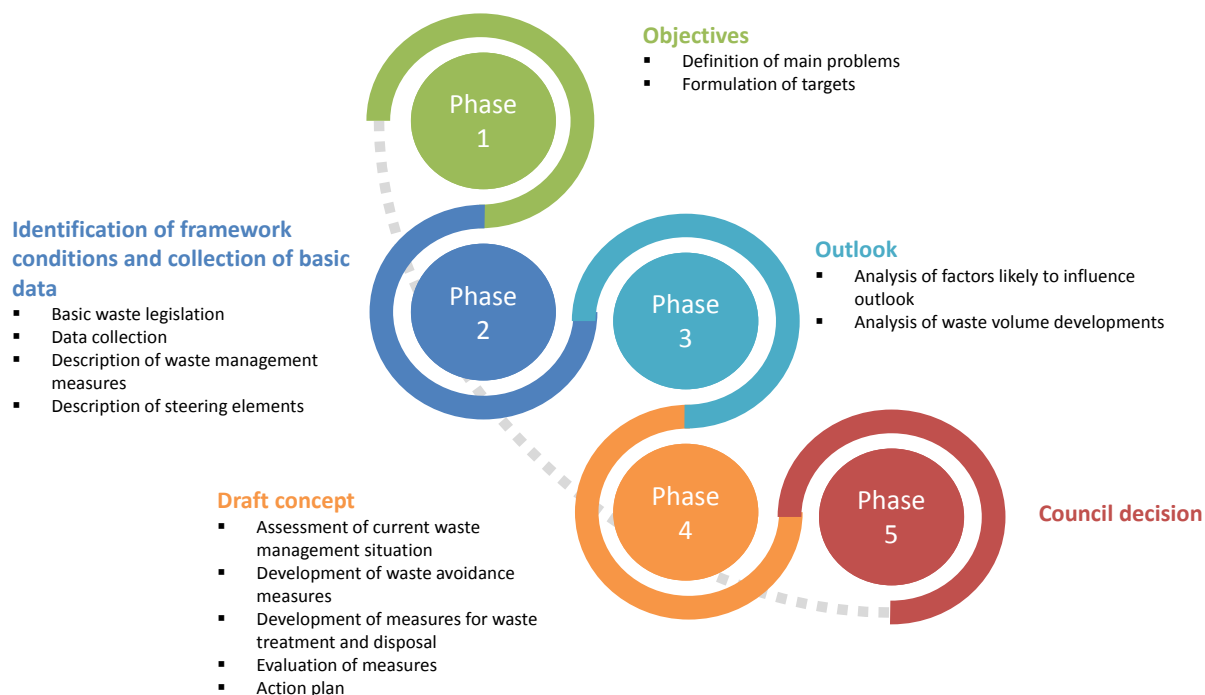 Objectives
▪ Definition of main problems
▪ Formulation of targets
Phase
1
Identification of framework
conditions and collection of basic
data
▪ Basic waste legislation
▪ Data collection
▪ Description of waste management
measures
▪ Description of steering elements
Phase
2
Phase
3
Outlook
▪ Analysis of factors likely to influence
outlook
▪ Analysis of waste volume developments
Draft concept
▪ Assessment of current waste
management situation
▪ Development of waste avoidance
measures
▪ Development of measures for waste
treatment and disposal
▪ Evaluation of measures
▪ Action plan
Phase
4
Phase
5
Council decision